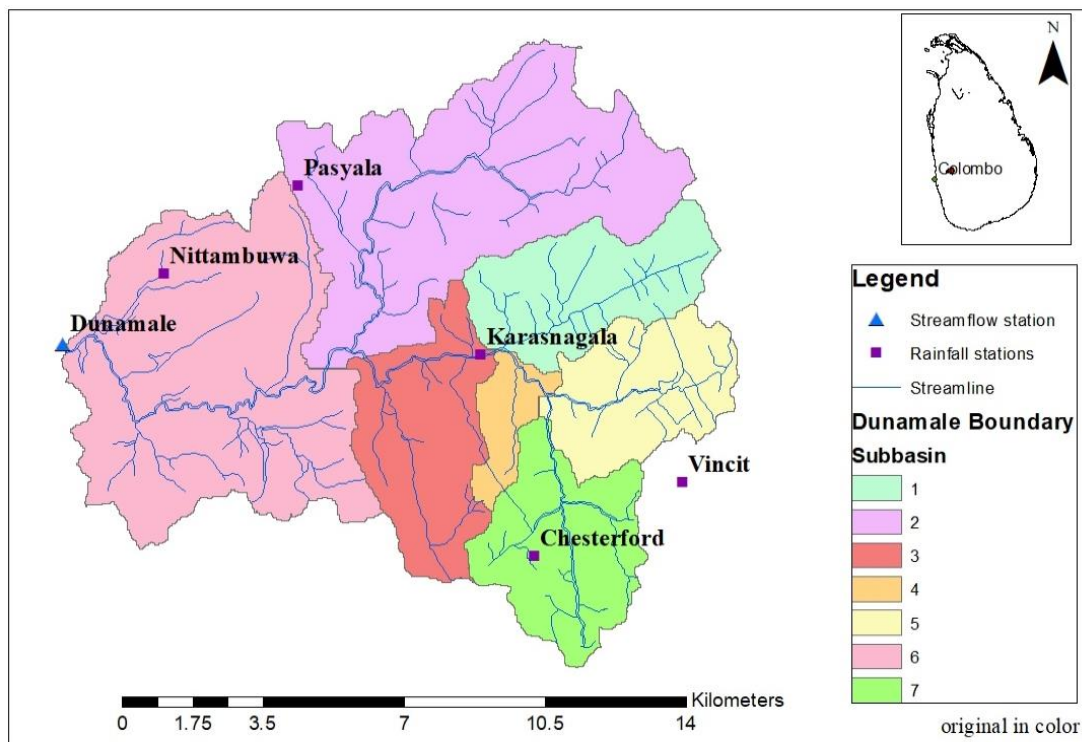 N
Colombo
Pasyala
Nittambuwa
Dunamale
Karasnagala
Vincit
Chesterford
Legend
Streamflow station
Rainfall stations
Streamline
Dunamale Boundary
Subbasin
1
2
3
4
5
6
7
Kilometers
0 1.75 3.5 7 10.5 14
original in color